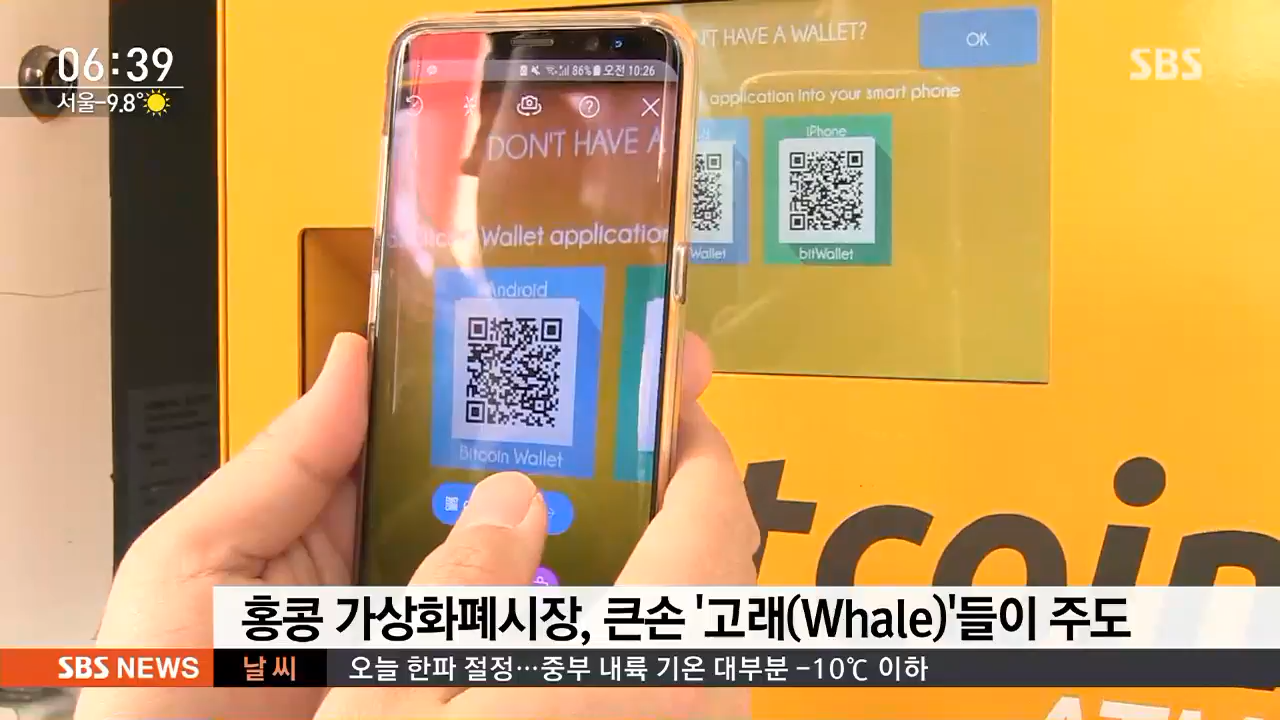 06:39
서울 -9.8°
SBS
86% 오전 10:26
N'T HAVE A WALLET?
OK
application into your smart phone
iPhone
bitWallet
Wallet
DON'T HAVE A
Wallet application
Android
Bitcoin Wallet
tcoin
ATM
홍콩 가상화폐시장, 큰손 '고래(Whale)'들이 주도
SBS NEWS
날씨
오늘 한파 절정…중부 내륙 기온 대부분 -10℃ 이하